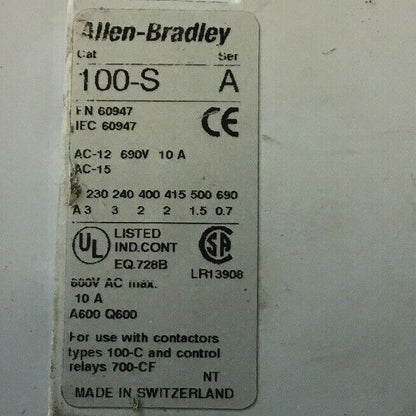 Allen-Bradley
Cat Ser
100-S A
EN 60947
IEC 60947
CE
AC-12 690V 10 A
AC-15
230 240 400 415 500 690
A 3 3 2 2 1.5 0.7
UL LISTED
IND.CONT
EQ.728B
SA
LR13908
600V AC max.
10 A
A600 Q600
For use with contactors
types 100-C and control
relays 700-CF
NT
MADE IN SWITZERLAND